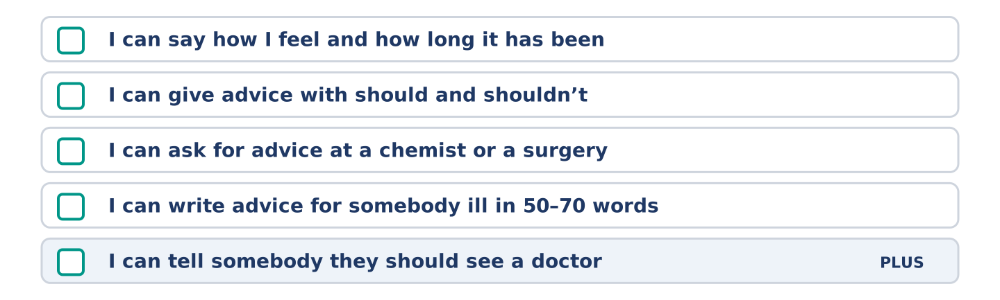 I can say how I feel and how long it has been
I can give advice with should and shouldn’t
I can ask for advice at a chemist or a surgery
I can write advice for somebody ill in 50–70 words
I can tell somebody they should see a doctor PLUS